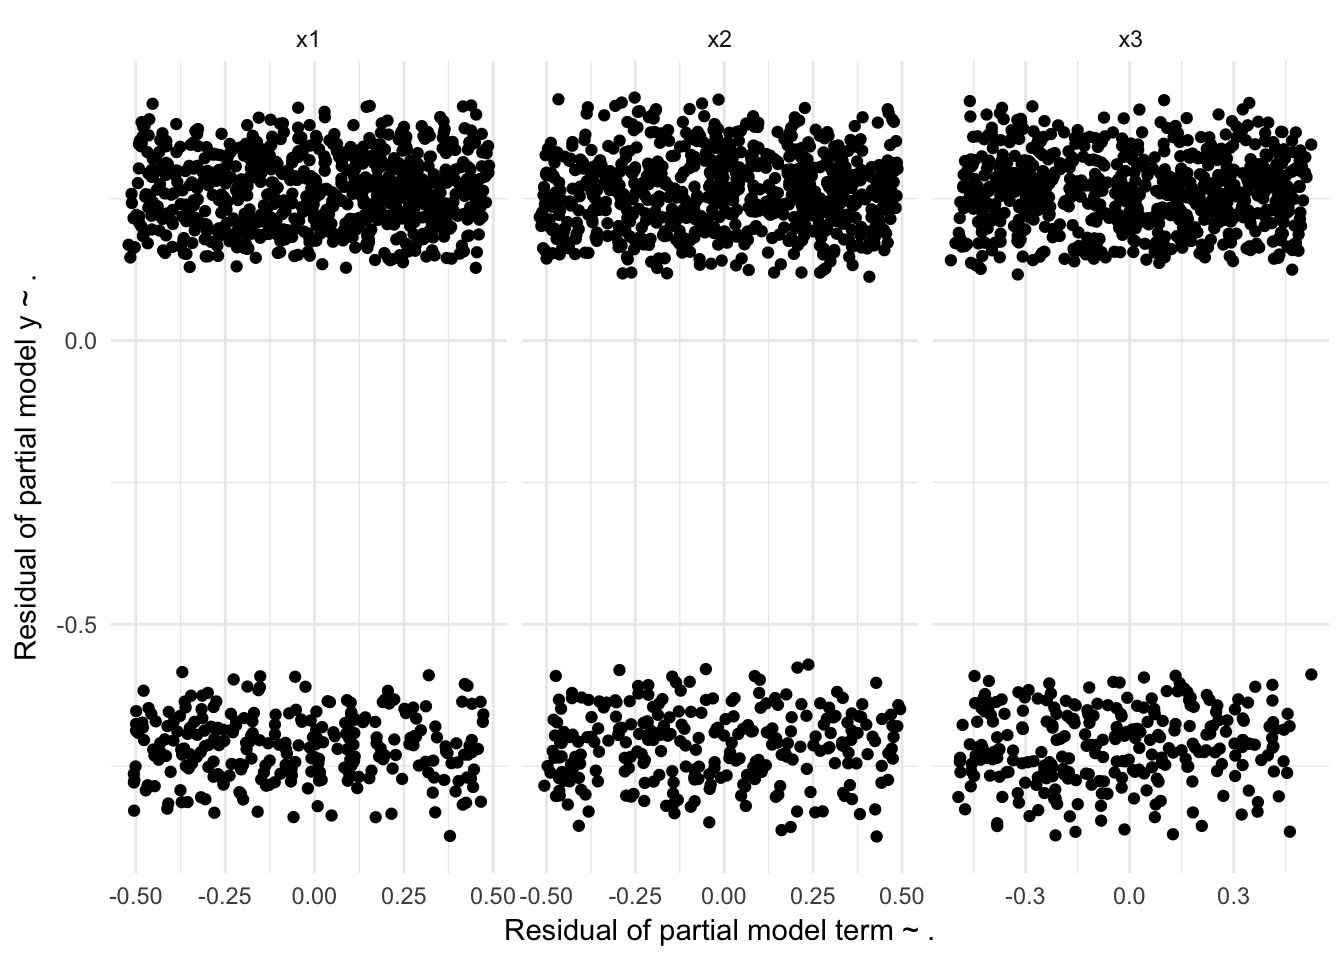 x1 x2 x3
Residual of partial model y ~ .
0.0
-0.5
-0.50 -0.25 0.00 0.25 0.50 -0.50 -0.25 0.00 0.25 0.50 -0.3 0.0 0.3
Residual of partial model term ~ .